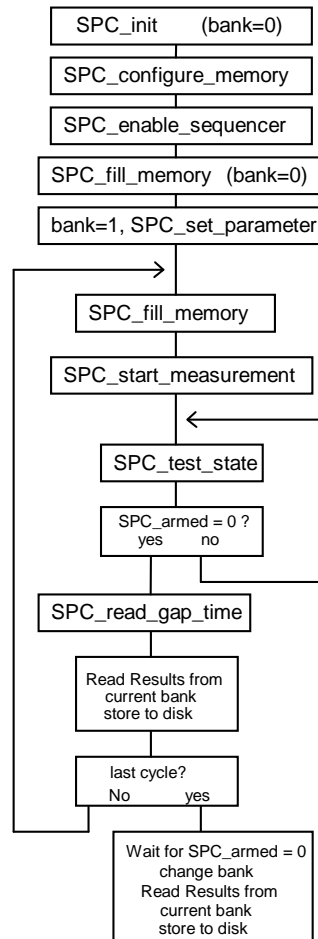 SPC_init (bank=0)
SPC_configure_memory
SPC_enable_sequencer
SPC_fill_memory (bank=0)
bank=1, SPC_set_parameter
SPC_fill_memory
SPC_start_measurement
SPC_test_state
SPC_armed = 0 ?
yes no
SPC_read_gap_time
Read Results from
current bank
store to disk
last cycle?
No yes
Wait for SPC_armed = 0
change bank
Read Results from
current bank
store to disk